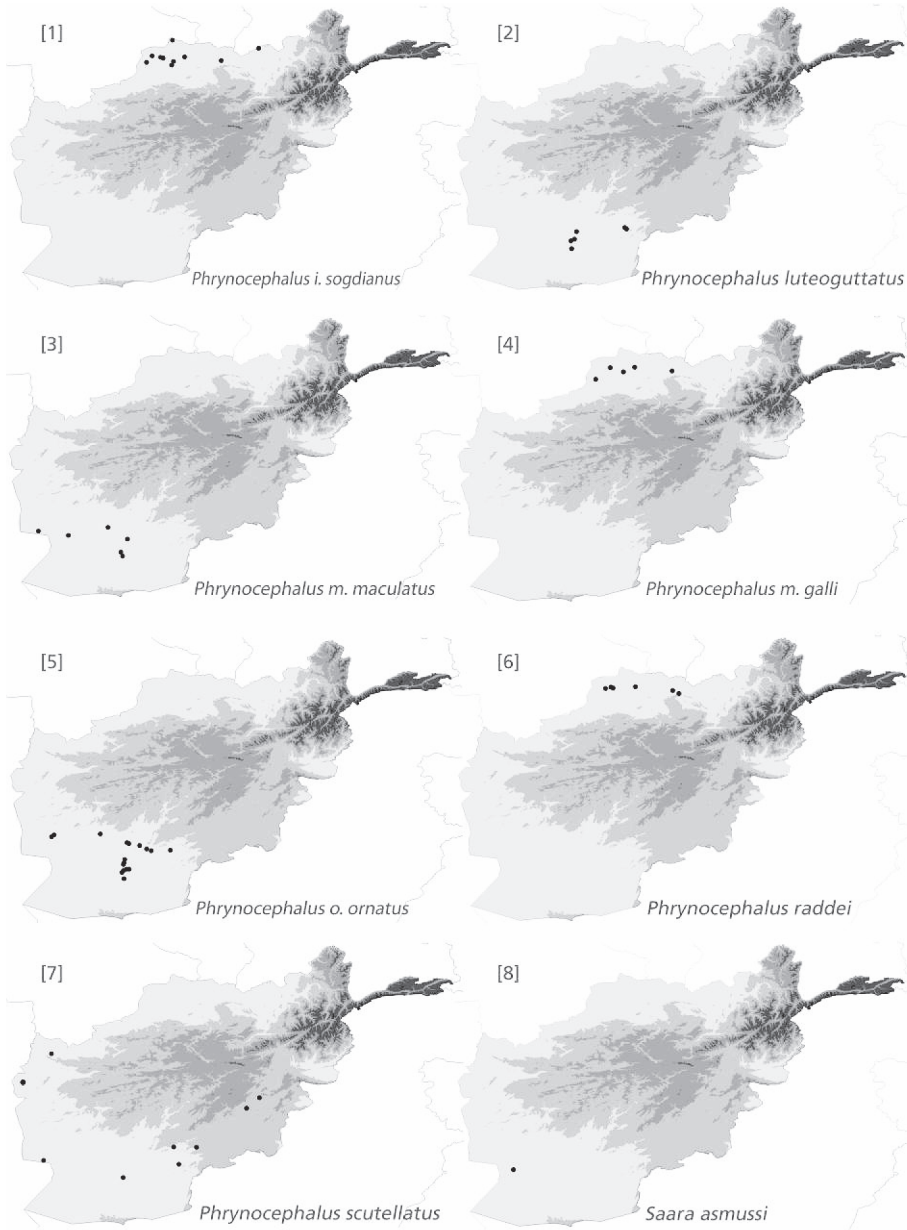 [1]
[2]
Phrynocephalus i. sogdianus
Phrynocephalus luteoguttatus
[3]
[4]
Phrynocephalus m. maculatus
Phrynocephalus m. galli
[5]
[6]
Phrynocephalus o. ornatus
Phrynocephalus raddei
[7]
[8]
Phrynocephalus scutellatus
Saara asmussi